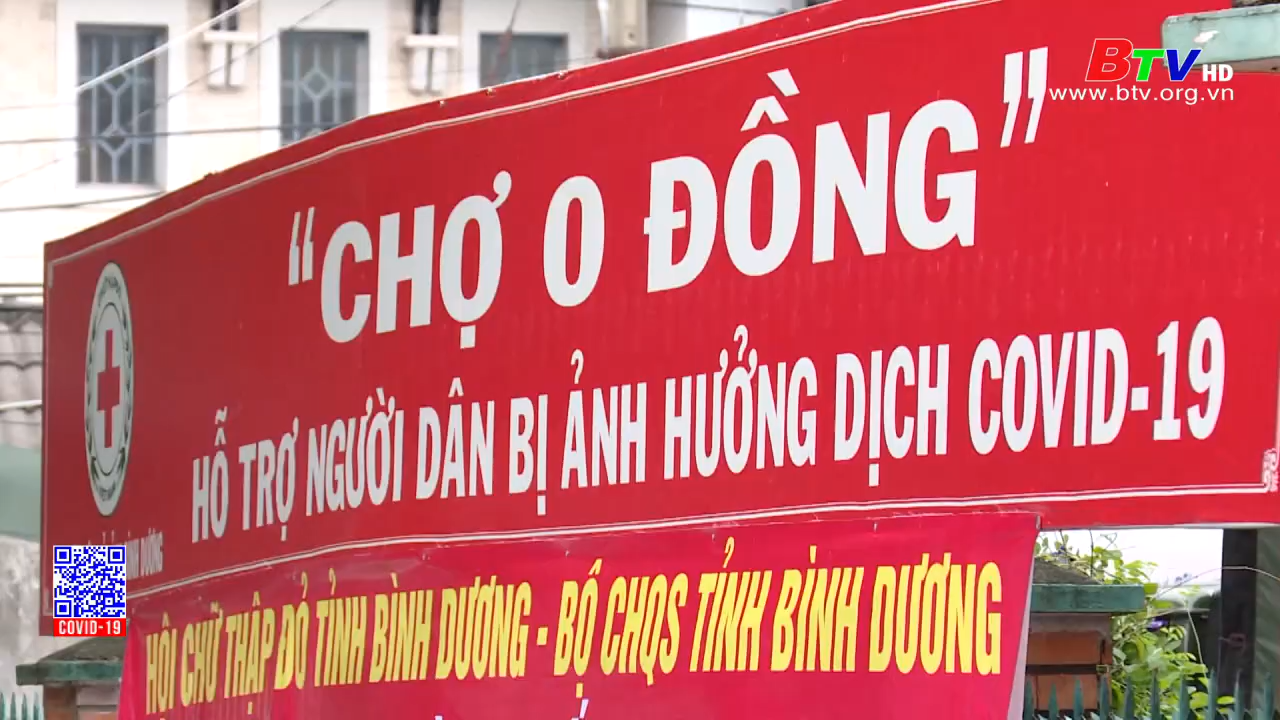 BTV HD
www.btv.org.vn
“CHỢ O ĐỒNG”
HỖ TRỢ NGƯỜI DÂN BỊ ẢNH HƯỞNG DỊCH COVID-19
DƯƠNG
HỘI CHỮ THẬP ĐỎ TỈNH BÌNH DƯƠNG - BỘ CHQS TỈNH BÌNH DƯƠNG
COVID-19